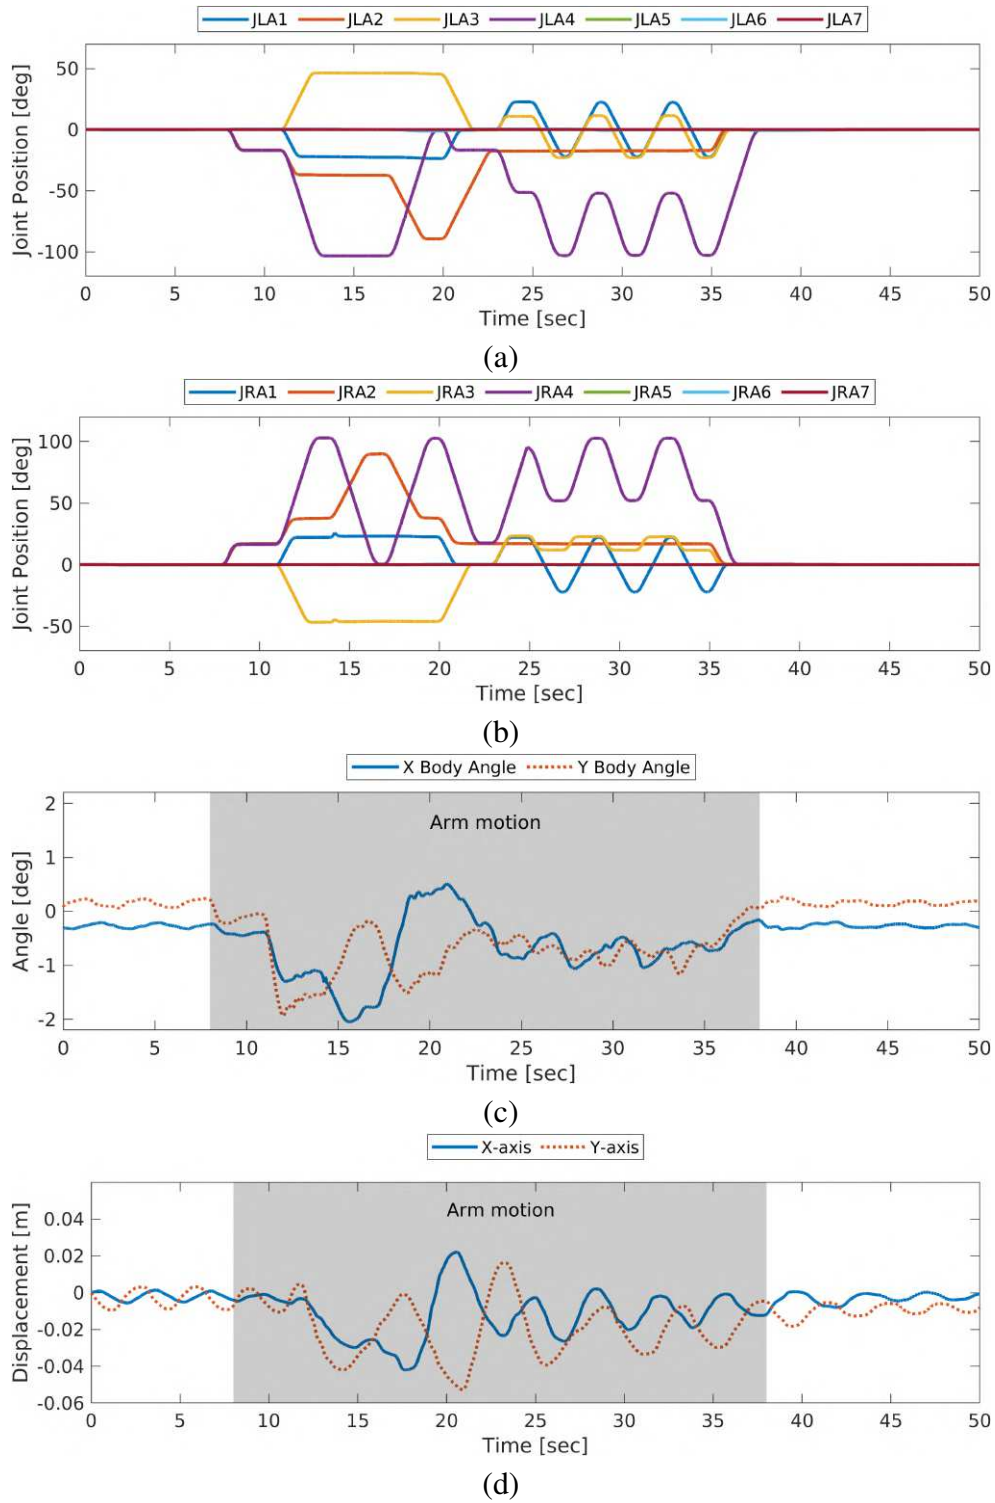 JLA1 JLA2 JLA3 JLA4 JLA5 JLA6 JLA7
Joint Position [deg]
50
0
-50
-100
0 5 10 15 20 25 30 35 40 45 50
Time [sec]
(a)
JRA1 JRA2 JRA3 JRA4 JRA5 JRA6 JRA7
Joint Position [deg]
100
50
0
-50
0 5 10 15 20 25 30 35 40 45 50
Time [sec]
(b)
X Body Angle Y Body Angle
Angle [deg]
2
Arm motion
1
0
-1
-2
0 5 10 15 20 25 30 35 40 45 50
Time [sec]
(c)
X-axis Y-axis
Displacement [m]
Arm motion
0.04
0.02
0
-0.02
-0.04
-0.06
0 5 10 15 20 25 30 35 40 45 50
Time [sec]
(d)